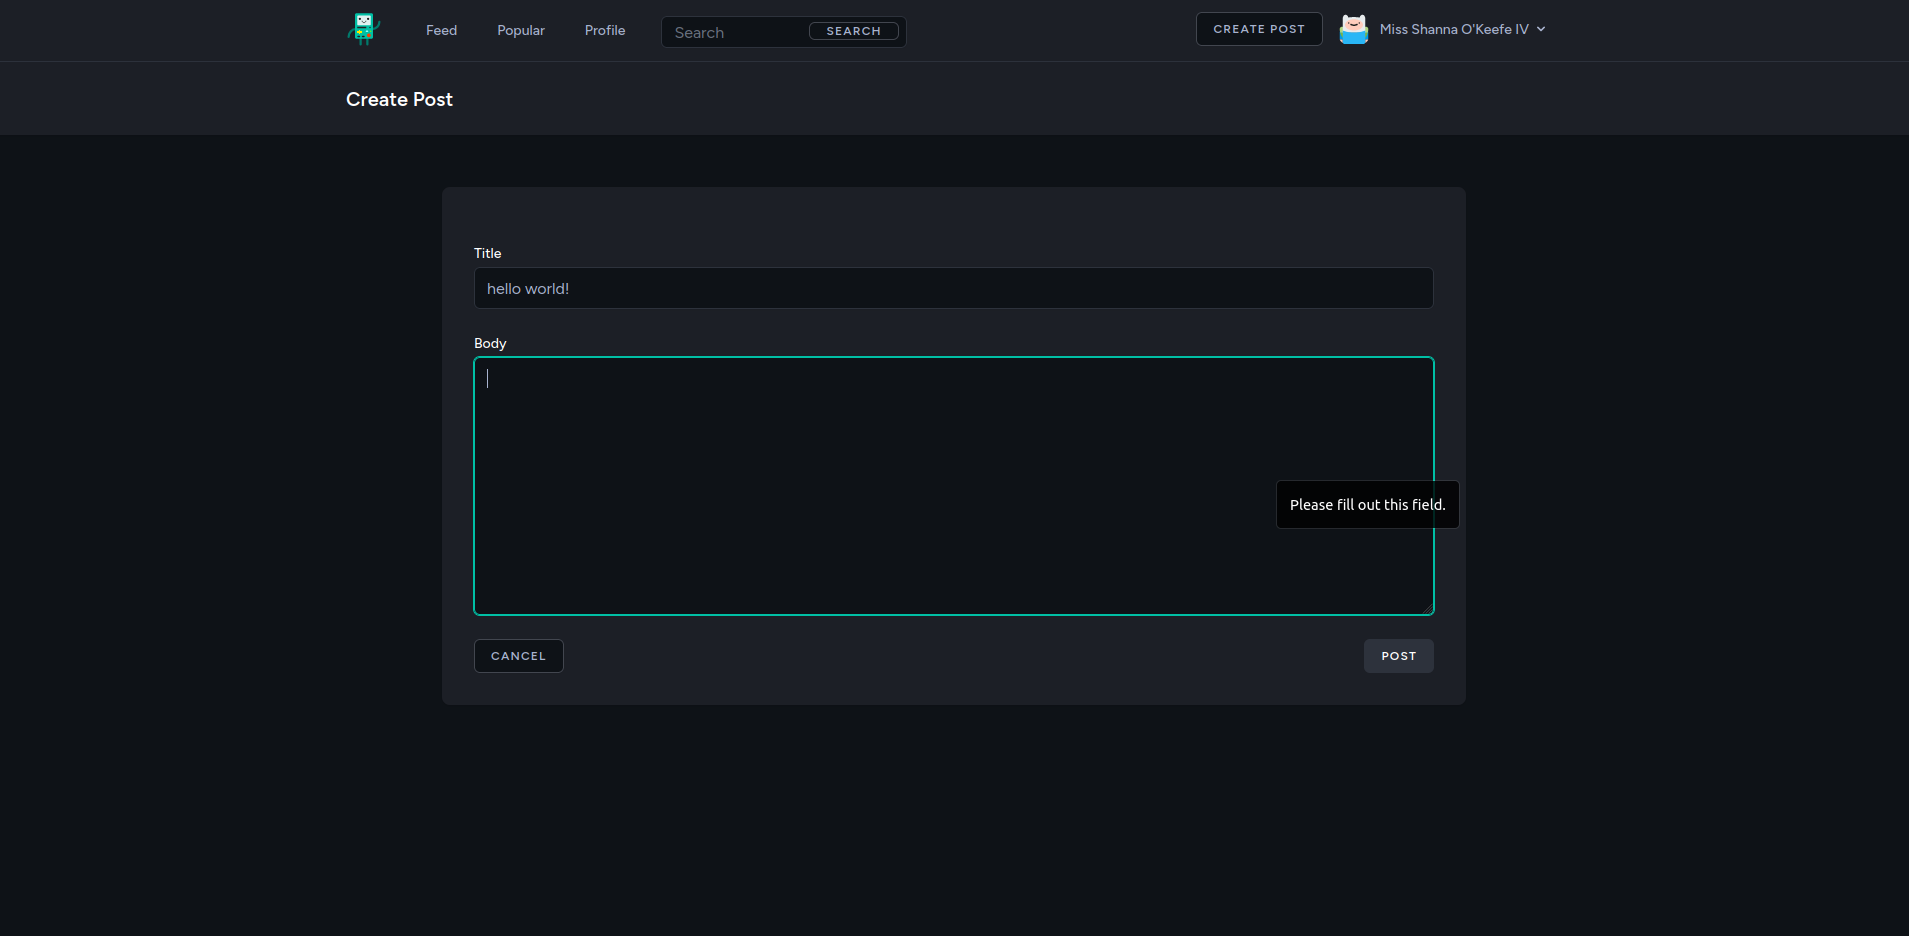 Feed Popular Profile Search SEARCH CREATE POST Miss Shanna O'Keefe IV
Create Post
Title
hello world!
Body
Please fill out this field.
CANCEL POST